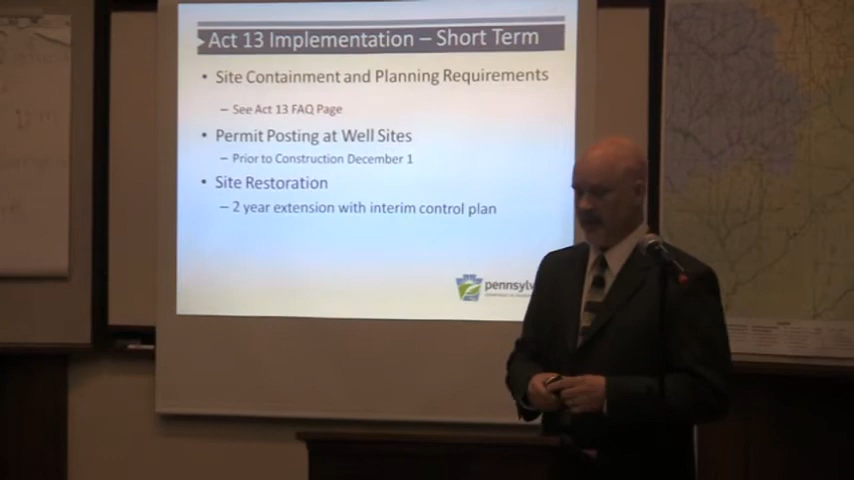 Act 13 Implementation – Short Term
• Site Containment and Planning Requirements
– See Act 13 FAQ Page
• Permit Posting at Well Sites
– Prior to Construction December 1
• Site Restoration
– 2 year extension with interim control plan
pennsylv